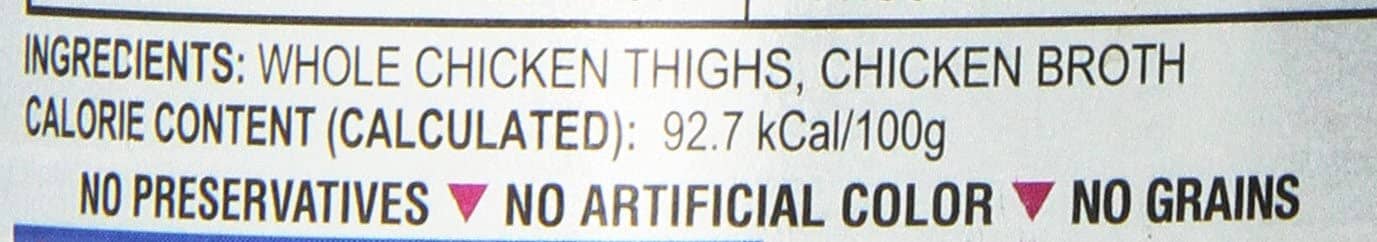 INGREDIENTS: WHOLE CHICKEN THIGHS, CHICKEN BROTH
CALORIE CONTENT (CALCULATED): 92.7 kCal/100g
NO PRESERVATIVES ▼ NO ARTIFICIAL COLOR ▼ NO GRAINS